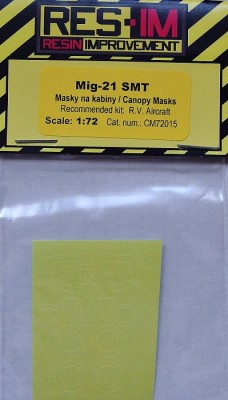 RES-IM
RESIN IMPROVEMENT
Mig-21 SMT
Masky na kabiny / Canopy Masks
Recommended kit: R.V. Aircraft
Scale: 1:72 Cat. num.: CM72015